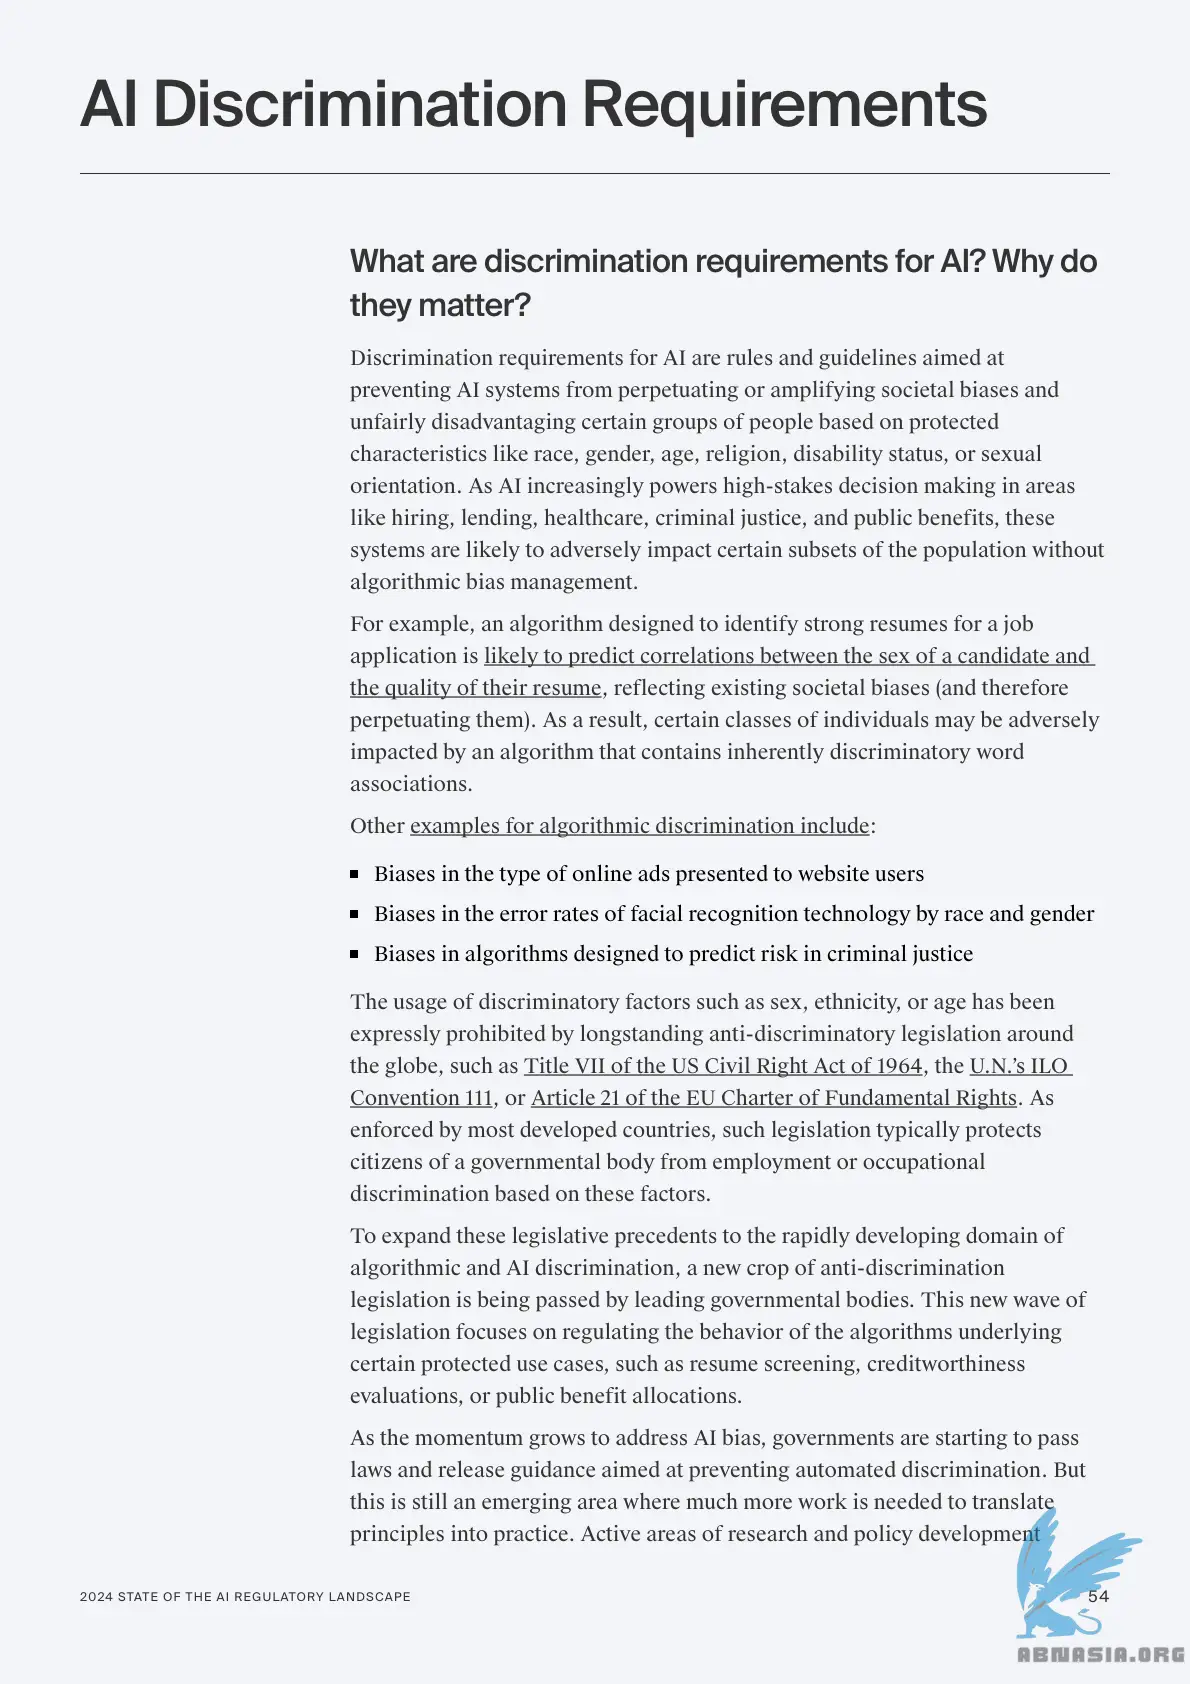 AI Discrimination Requirements
What are discrimination requirements for AI? Why do
they matter?
Discrimination requirements for AI are rules and guidelines aimed at
preventing AI systems from perpetuating or amplifying societal biases and
unfairly disadvantaging certain groups of people based on protected
characteristics like race, gender, age, religion, disability status, or sexual
orientation. As AI increasingly powers high-stakes decision making in areas
like hiring, lending, healthcare, criminal justice, and public benefits, these
systems are likely to adversely impact certain subsets of the population without
algorithmic bias management.
For example, an algorithm designed to identify strong resumes for a job
application is likely to predict correlations between the sex of a candidate and
the quality of their resume, reflecting existing societal biases (and therefore
perpetuating them). As a result, certain classes of individuals may be adversely
impacted by an algorithm that contains inherently discriminatory word
associations.
Other examples for algorithmic discrimination include:
▪ Biases in the type of online ads presented to website users
▪ Biases in the error rates of facial recognition technology by race and gender
▪ Biases in algorithms designed to predict risk in criminal justice
The usage of discriminatory factors such as sex, ethnicity, or age has been
expressly prohibited by longstanding anti-discriminatory legislation around
the globe, such as Title VII of the US Civil Right Act of 1964, the U.N.’s ILO
Convention 111, or Article 21 of the EU Charter of Fundamental Rights. As
enforced by most developed countries, such legislation typically protects
citizens of a governmental body from employment or occupational
discrimination based on these factors.
To expand these legislative precedents to the rapidly developing domain of
algorithmic and AI discrimination, a new crop of anti-discrimination
legislation is being passed by leading governmental bodies. This new wave of
legislation focuses on regulating the behavior of the algorithms underlying
certain protected use cases, such as resume screening, creditworthiness
evaluations, or public benefit allocations.
As the momentum grows to address AI bias, governments are starting to pass
laws and release guidance aimed at preventing automated discrimination. But
this is still an emerging area where much more work is needed to translate
principles into practice. Active areas of research and policy development
2024 STATE OF THE AI REGULATORY LANDSCAPE
54
ABNASIA.ORG